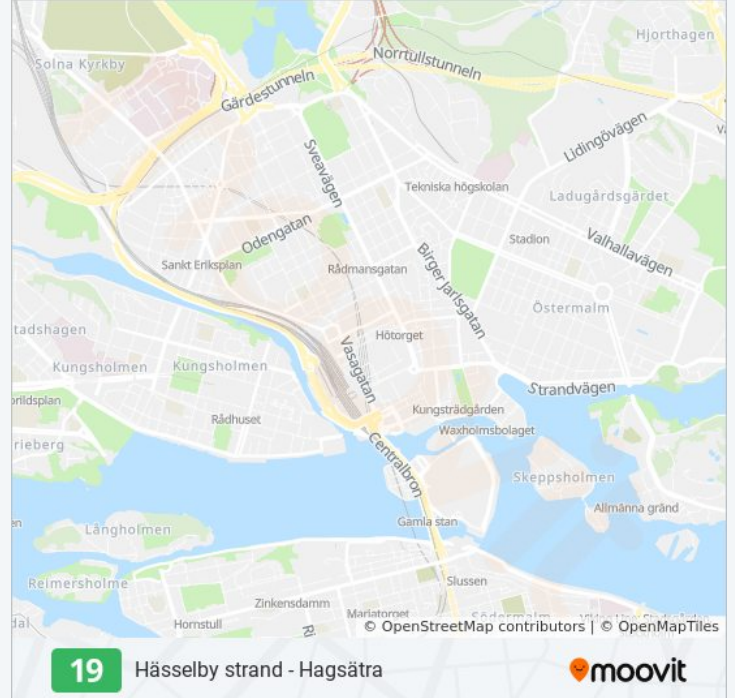 Hjorthagen
Solna Kyrkby
Norrtullstunneln
Gärdestunneln
Lidingövägen
Sveavägen
Tekniska högskolan
Ladugårdsgärdet
Odengatan
Stadion
Valhallavägen
Sankt Eriksplan
Rådmansgatan
Birger Jarlsgatan
Östermalm
tadshagen
Hötorget
Kungsholmen
Kungsholmen
Vasagatan
Strandvägen
Rådhuset
Kungsträdgården
Waxholmsbolaget
rieberg
Centralbron
Skeppsholmen
Allmänna gränd
Gamla stan
Långholmen
Reimersholme
Slussen
Zinkensdamm
Mariatorget
Hornstull
© OpenStreetMap contributors | © OpenMapTiles
19 Hässelby strand - Hagsätra
moovit